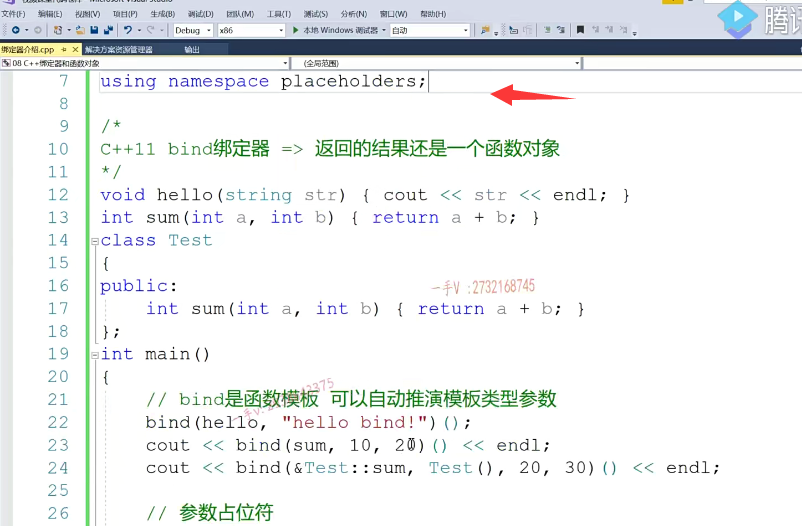 文件(F) 编辑(E) 视图(V) 项目(P) 生成(B) 调试(D) 团队(M) 工具(T) 测试(S) 分析(N) 窗口(W) 帮助(H)
Debug x86 本地 Windows 调试器 自动
腾讯
绑定器介绍.cpp 解决方案资源管理器 输出
08 C++绑定器和函数对象 (全局范围)
7 using namespace placeholders;
8
9 /*
10 C++11 bind绑定器 => 返回的结果还是一个函数对象
11 */
12 void hello(string str) { cout << str << endl; }
13 int sum(int a, int b) { return a + b; }
14 class Test
15 {
16 public:
一手V :2732168745
17 int sum(int a, int b) { return a + b; }
18 };
19 int main()
20 {
21 // bind是函数模板 可以自动推演模板类型参数
22 bind(hello, "hello bind!")();
23 cout << bind(sum, 10, 20)() << endl;
24 cout << bind(&Test::sum, Test(), 20, 30)() << endl;
25
26 // 参数占位符